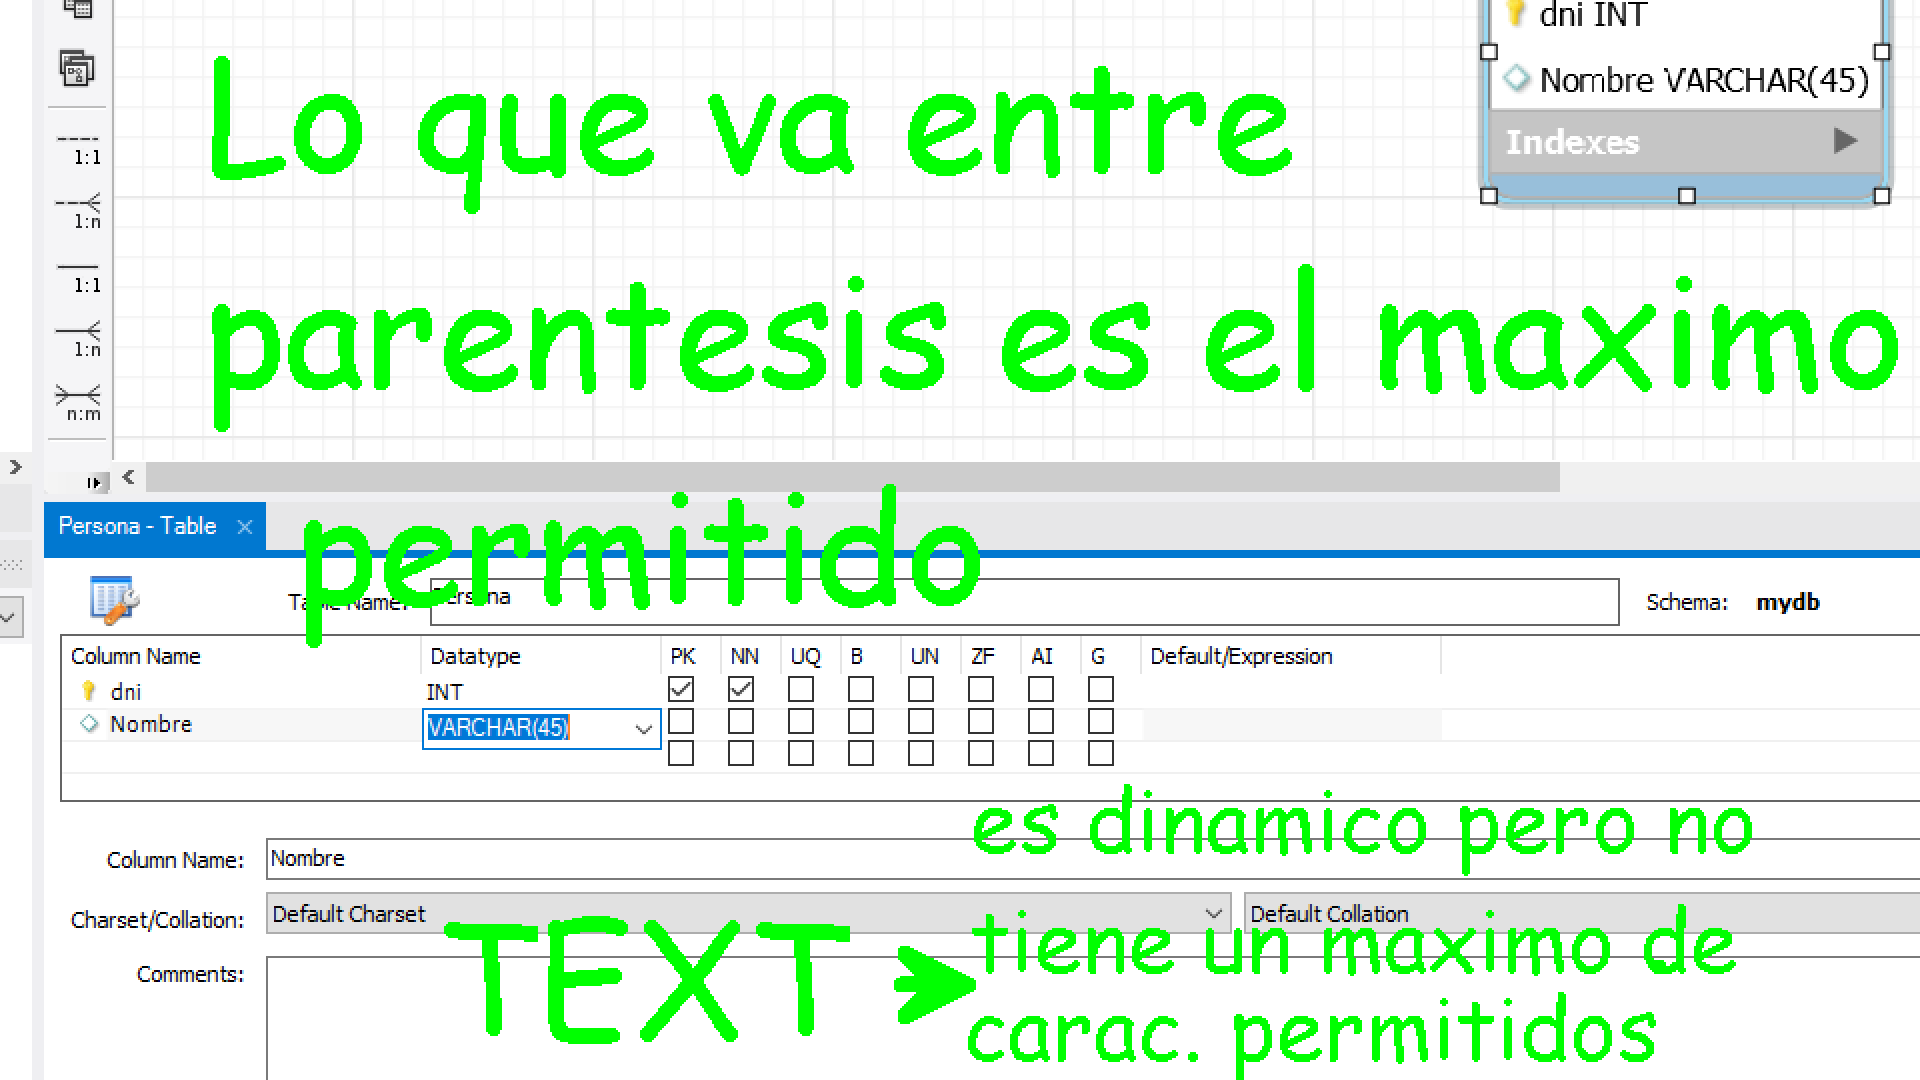 dni INT
Nombre VARCHAR(45)
Indexes
Lo que va entre
parentesis es el maximo
permitido
1:1
1:n
1:1
1:n
n:m
Persona - Table
Table Name: Persona Schema: mydb
Column Name Datatype PK NN UQ B UN ZF AI G Default/Expression
dni INT
Nombre VARCHAR(45)
es dinamico pero no
Column Name: Nombre
Charset/Collation: Default Charset Default Collation
TEXT tiene un maximo de
Comments:
carac. permitidos